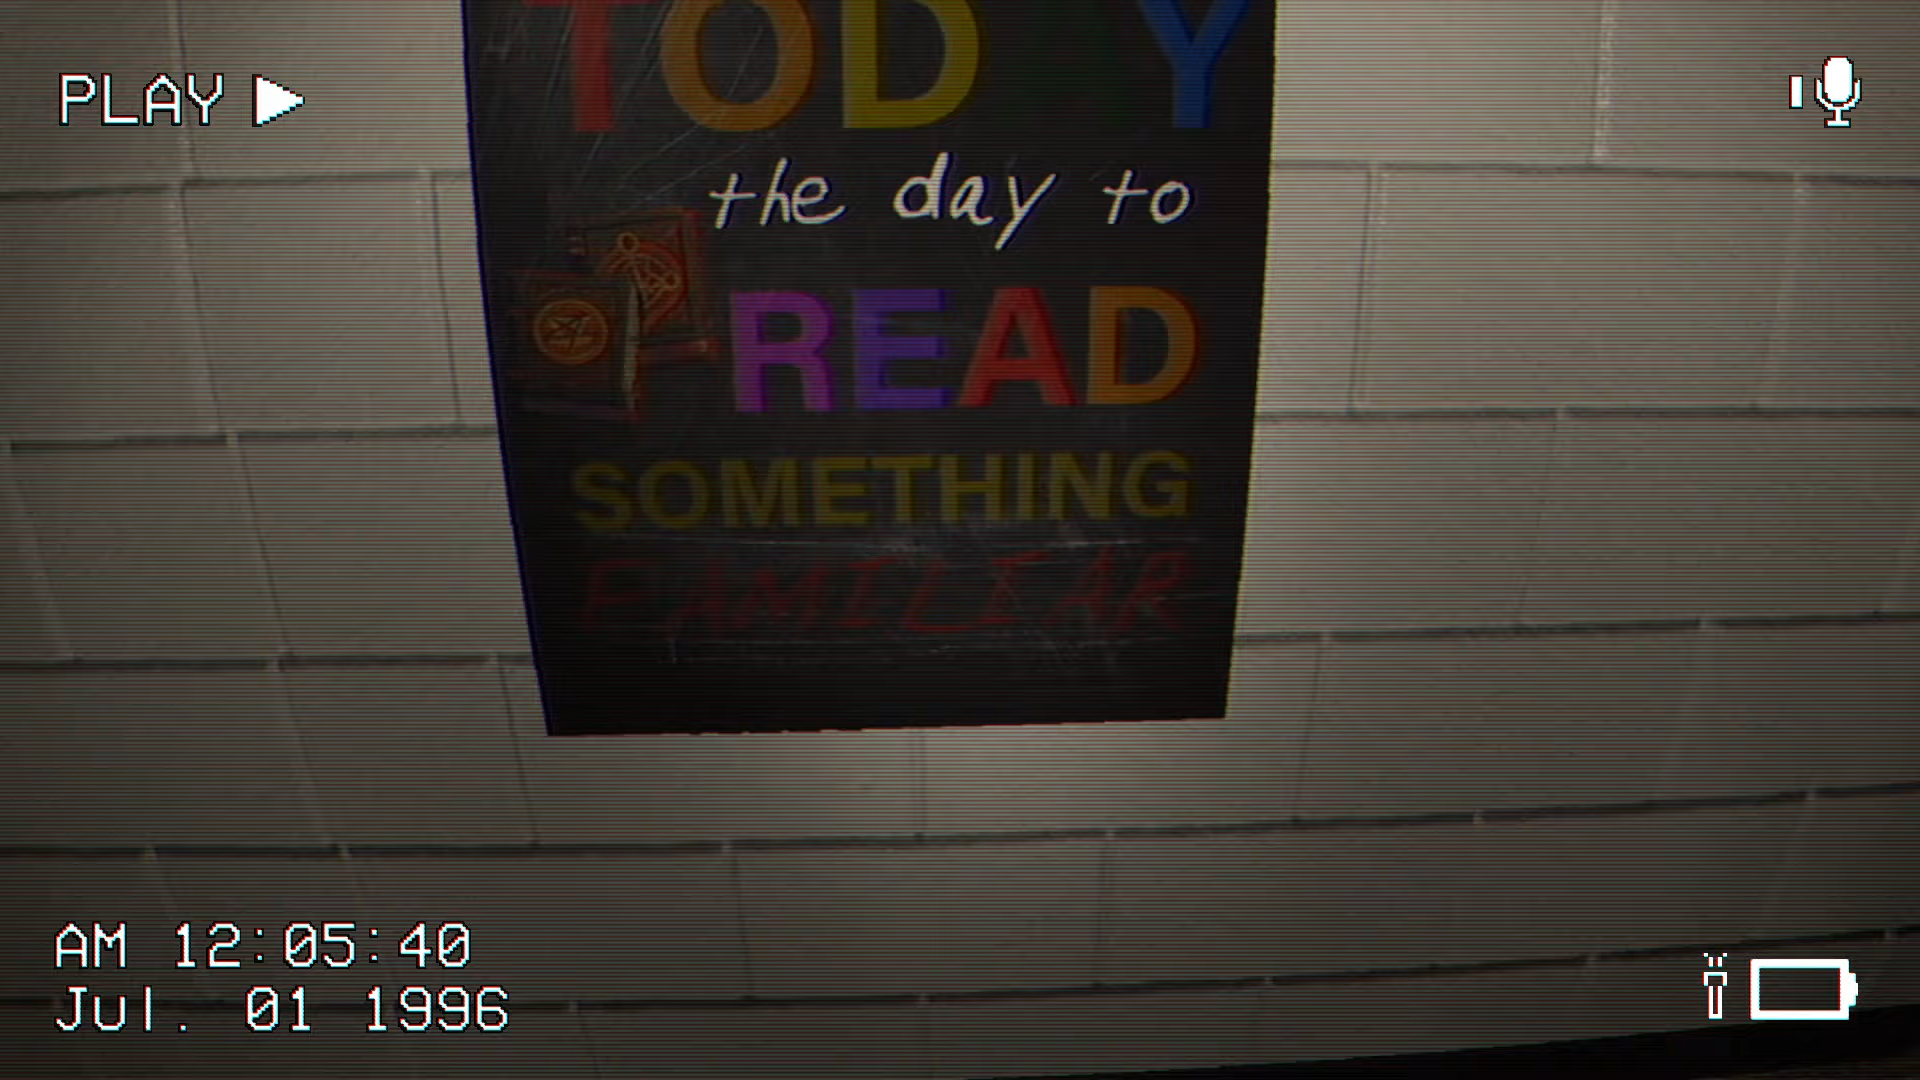 PLAY
TOD Y
the day to
READ
SOMETHING
FAMILIAR
AM 12:05:40
Jul. 01 1996